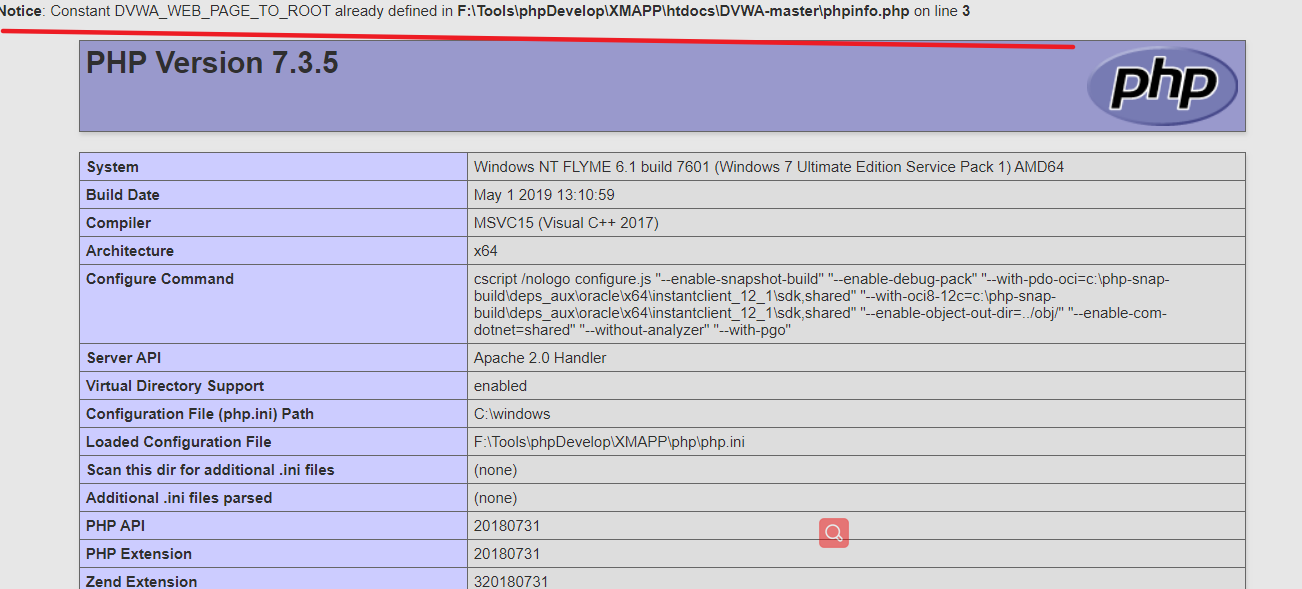 Notice: Constant DVWA_WEB_PAGE_TO_ROOT already defined in F:\Tools\phpDevelop\XMAPP\htdocs\DVWA-master\phpinfo.php on line 3
PHP Version 7.3.5
php
System Windows NT FLYME 6.1 build 7601 (Windows 7 Ultimate Edition Service Pack 1) AMD64
Build Date May 1 2019 13:10:59
Compiler MSVC15 (Visual C++ 2017)
Architecture x64
Configure Command cscript /nologo configure.js "--enable-snapshot-build" "--enable-debug-pack" "--with-pdo-oci=c:\php-snap-
build\deps_aux\oracle\x64\instantclient_12_1\sdk,shared" "--with-oci8-12c=c:\php-snap-
build\deps_aux\oracle\x64\instantclient_12_1\sdk,shared" "--enable-object-out-dir=../obj/" "--enable-com-
dotnet=shared" "--without-analyzer" "--with-pgo"
Server API Apache 2.0 Handler
Virtual Directory Support enabled
Configuration File (php.ini) Path C:\windows
Loaded Configuration File F:\Tools\phpDevelop\XMAPP\php\php.ini
Scan this dir for additional .ini files (none)
Additional .ini files parsed (none)
PHP API 20180731
PHP Extension 20180731
Zend Extension 320180731